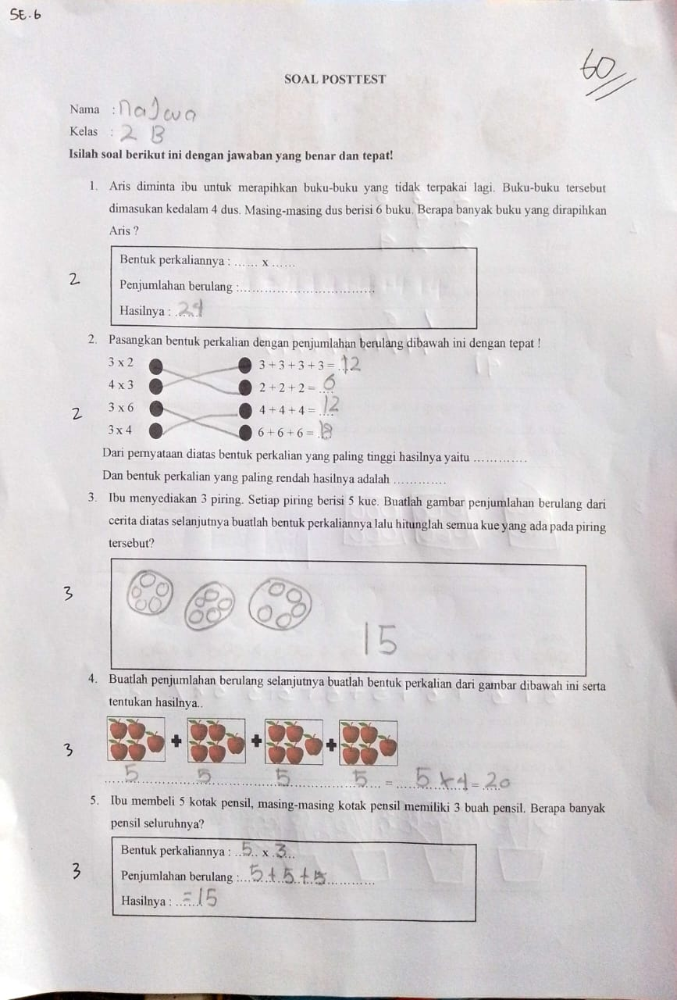 SE.6
60
SOAL POSTTEST
Nama : Najwa
Kelas : 2 B
Isilah soal berikut ini dengan jawaban yang benar dan tepat!
1. Aris diminta ibu untuk merapihkan buku-buku yang tidak terpakai lagi. Buku-buku tersebut
dimasukan kedalam 4 dus. Masing-masing dus berisi 6 buku. Berapa banyak buku yang dirapihkan
Aris ?
Bentuk perkaliannya : ...... x ......
2 Penjumlahan berulang :.................................
Hasilnya : ..24..
2. Pasangkan bentuk perkalian dengan penjumlahan berulang dibawah ini dengan tepat !
3 x 2 3 + 3 + 3 + 3 = 12
4 x 3 2 + 2 + 2 = 6
2 3 x 6 4 + 4 + 4 = 12
3 x 4 6 + 6 + 6 = 18
Dari pernyataan diatas bentuk perkalian yang paling tinggi hasilnya yaitu .............
Dan bentuk perkalian yang paling rendah hasilnya adalah .............
3. Ibu menyediakan 3 piring. Setiap piring berisi 5 kue. Buatlah gambar penjumlahan berulang dari
cerita diatas selanjutnya buatlah bentuk perkaliannya lalu hitunglah semua kue yang ada pada piring
tersebut?
3
15
4. Buatlah penjumlahan berulang selanjutnya buatlah bentuk perkalian dari gambar dibawah ini serta
tentukan hasilnya..
3 + + +
5 5 5 5 = 5 x 4 = 20
5. Ibu membeli 5 kotak pensil, masing-masing kotak pensil memiliki 3 buah pensil. Berapa banyak
pensil seluruhnya?
Bentuk perkaliannya : ..5.. x .3...
3 Penjumlahan berulang :...5 + 5 + 5............
Hasilnya : ..=15